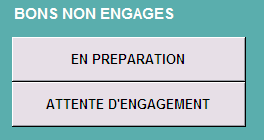 BONS NON ENGAGES
EN PREPARATION
ATTENTE D'ENGAGEMENT